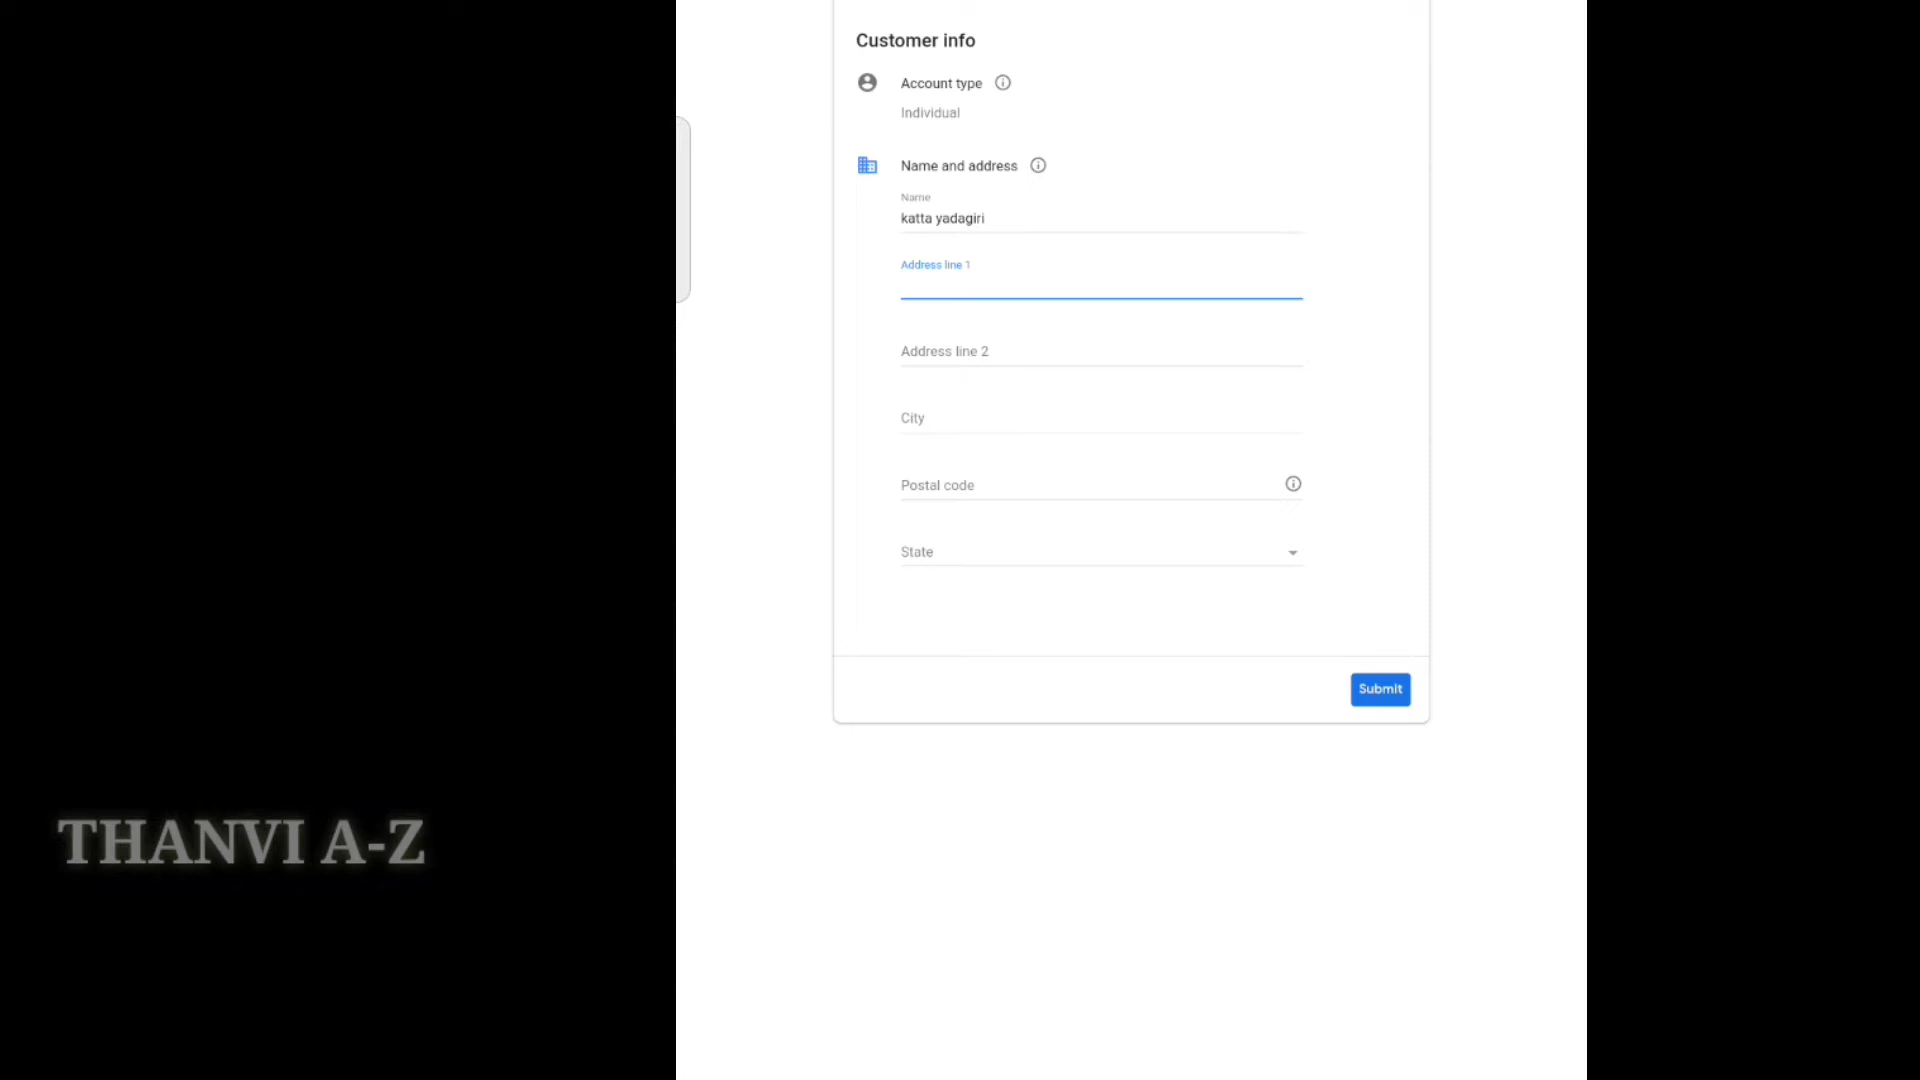 Customer info
Account type
Individual
Name and address
Name
katta yadagiri
Address line 1
Address line 2
City
Postal code
State
Submit
THANVI A-Z